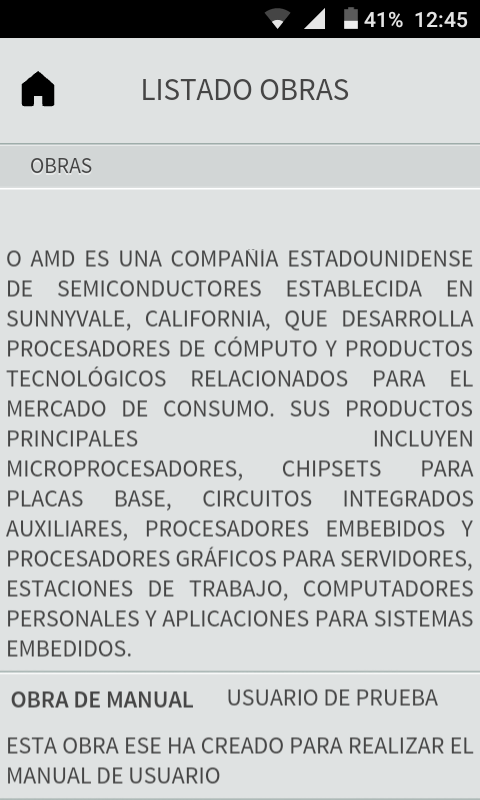 41% 12:45
LISTADO OBRAS
OBRAS
O AMD ES UNA COMPAÑÍA ESTADOUNIDENSE
DE SEMICONDUCTORES ESTABLECIDA EN
SUNNYVALE, CALIFORNIA, QUE DESARROLLA
PROCESADORES DE CÓMPUTO Y PRODUCTOS
TECNOLÓGICOS RELACIONADOS PARA EL
MERCADO DE CONSUMO. SUS PRODUCTOS
PRINCIPALES INCLUYEN
MICROPROCESADORES, CHIPSETS PARA
PLACAS BASE, CIRCUITOS INTEGRADOS
AUXILIARES, PROCESADORES EMBEBIDOS Y
PROCESADORES GRÁFICOS PARA SERVIDORES,
ESTACIONES DE TRABAJO, COMPUTADORES
PERSONALES Y APLICACIONES PARA SISTEMAS
EMBEDIDOS.
OBRA DE MANUAL USUARIO DE PRUEBA
ESTA OBRA ESE HA CREADO PARA REALIZAR EL
MANUAL DE USUARIO